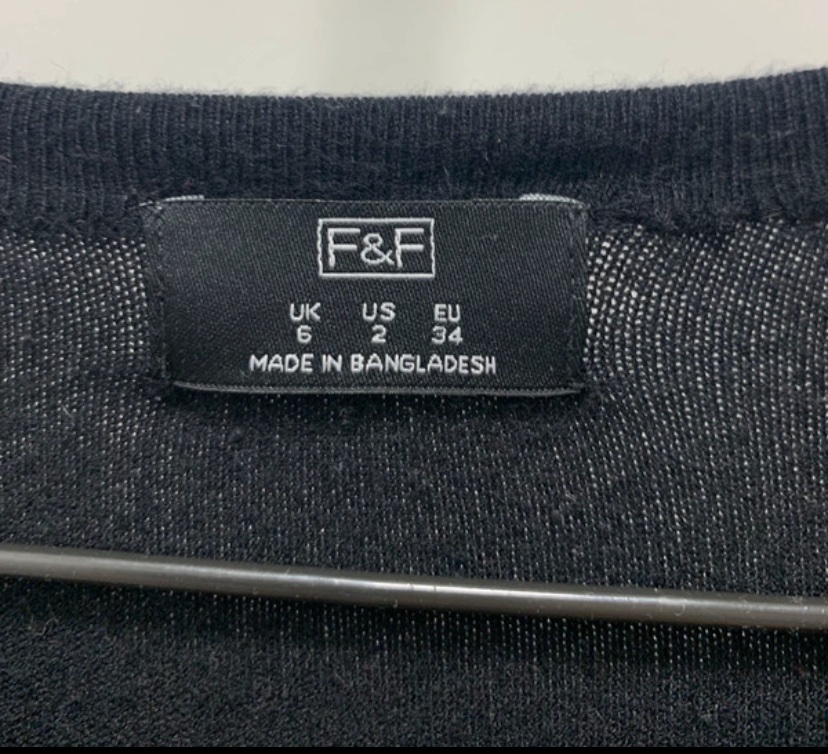 F&F
UK US EU
6 2 34
MADE IN BANGLADESH